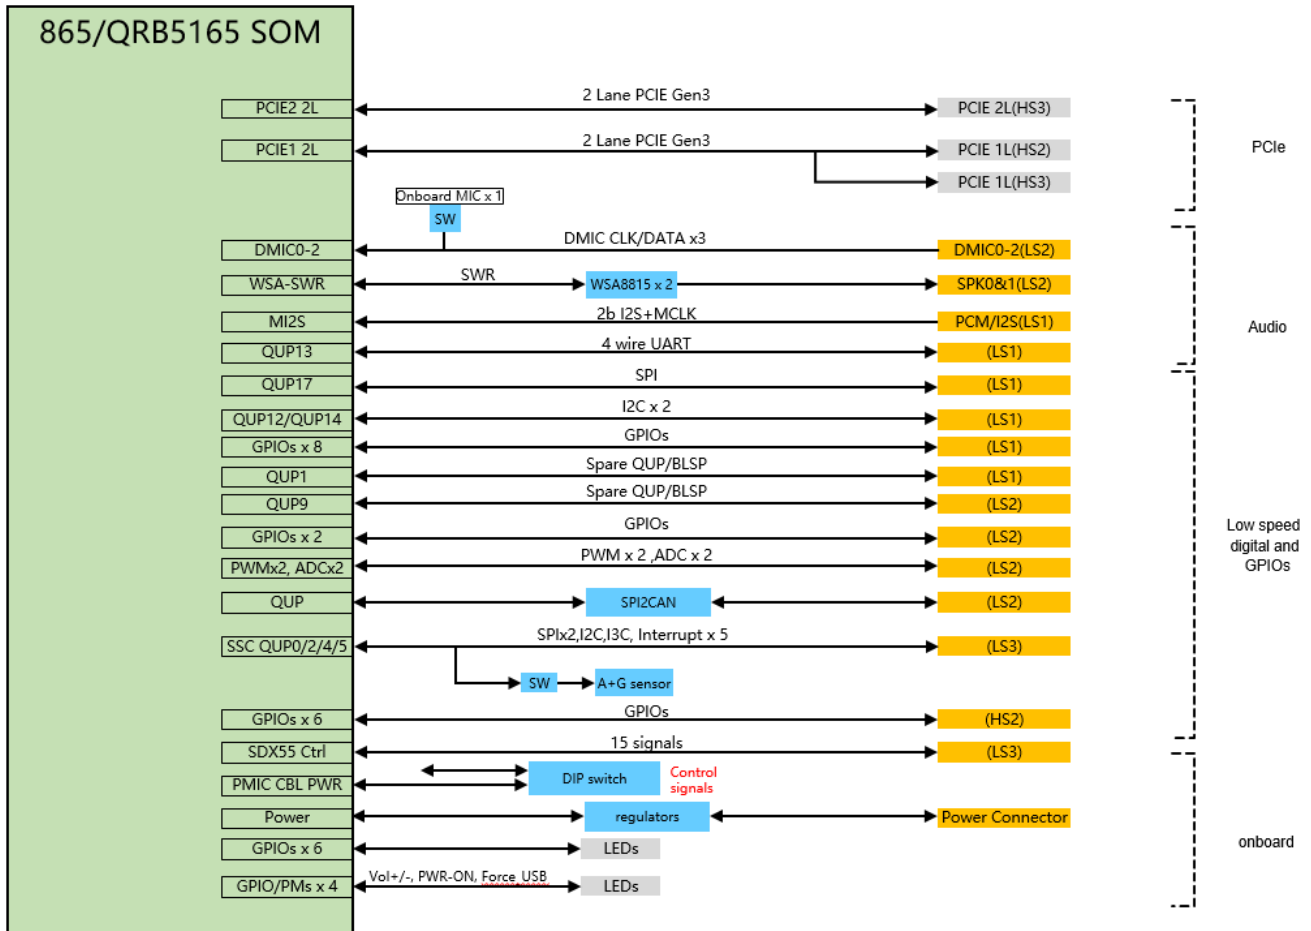 865/QRB5165 SOM
PCIE2 2L
2 Lane PCIE Gen3
PCIE 2L(HS3)
PCIE1 2L
2 Lane PCIE Gen3
PCIE 1L(HS2)
PCIE 1L(HS3)
PCIe
Onboard MIC x 1
SW
DMIC0-2
DMIC CLK/DATA x3
DMIC0-2(LS2)
WSA-SWR
SWR
WSA8815 x 2
SPK0&1(LS2)
MI2S
2b I2S+MCLK
PCM/I2S(LS1)
Audio
QUP13
4 wire UART
(LS1)
QUP17
SPI
(LS1)
QUP12/QUP14
I2C x 2
(LS1)
GPIOs x 8
GPIOs
(LS1)
QUP1
Spare QUP/BLSP
(LS1)
QUP9
Spare QUP/BLSP
(LS2)
GPIOs x 2
GPIOs
(LS2)
Low speed
digital and
GPIOs
PWMx2, ADCx2
PWM x 2 ,ADC x 2
(LS2)
QUP
SPI2CAN
(LS2)
SSC QUP0/2/4/5
SPIx2,I2C,I3C, Interrupt x 5
(LS3)
SW
A+G sensor
GPIOs x 6
GPIOs
(HS2)
SDX55 Ctrl
15 signals
(LS3)
PMIC CBL PWR
DIP switch
Control
signals
Power
regulators
Power Connector
GPIOs x 6
LEDs
onboard
GPIO/PMs x 4
Vol+/-, PWR-ON, Force_USB
LEDs